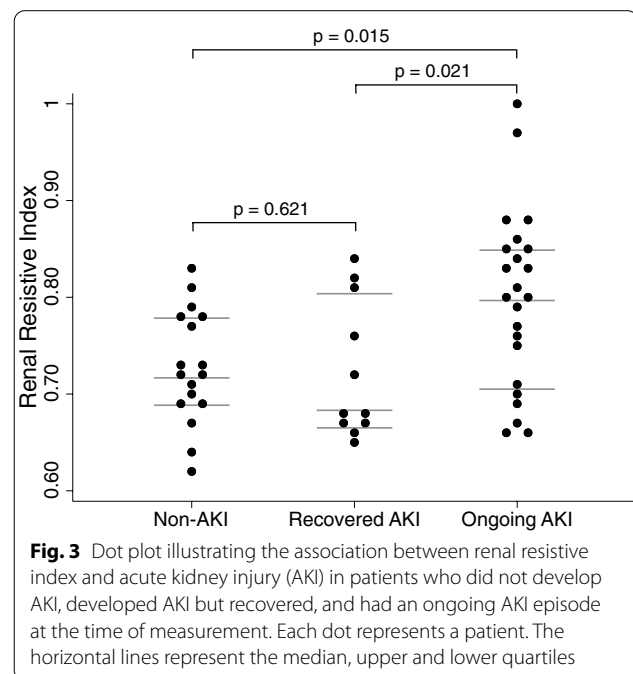 p = 0.015
p = 0.021
p = 0.621
Renal Resistive Index
1
0.90
0.80
0.70
0.60
Non-AKI Recovered AKI Ongoing AKI
Fig. 3 Dot plot illustrating the association between renal resistive
index and acute kidney injury (AKI) in patients who did not develop
AKI, developed AKI but recovered, and had an ongoing AKI episode
at the time of measurement. Each dot represents a patient. The
horizontal lines represent the median, upper and lower quartiles